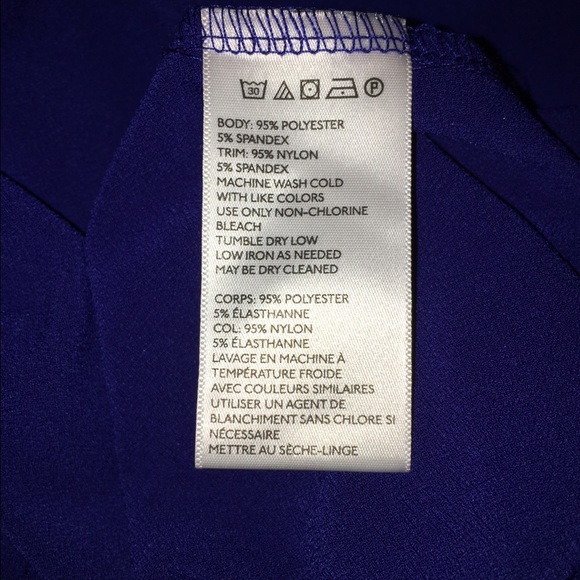 30 P
BODY: 95% POLYESTER
5% SPANDEX
TRIM: 95% NYLON
5% SPANDEX
MACHINE WASH COLD
WITH LIKE COLORS
USE ONLY NON-CHLORINE
BLEACH
TUMBLE DRY LOW
LOW IRON AS NEEDED
MAY BE DRY CLEANED
CORPS: 95% POLYESTER
5% ÉLASTHANNE
COL: 95% NYLON
5% ÉLASTHANNE
LAVAGE EN MACHINE À
TEMPÉRATURE FROIDE
AVEC COULEURS SIMILAIRES
UTILISER UN AGENT DE
BLANCHIMENT SANS CHLORE SI
NÉCESSAIRE
METTRE AU SÈCHE-LINGE